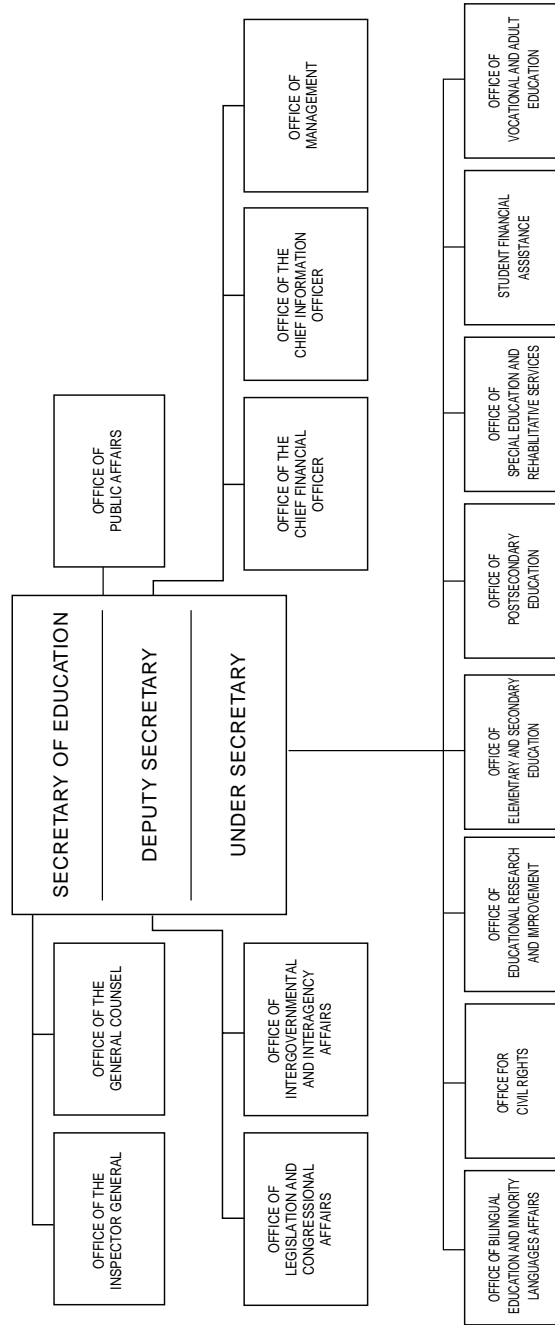 SECRETARY OF EDUCATION
DEPUTY SECRETARY
UNDER SECRETARY
OFFICE OF
PUBLIC AFFAIRS
OFFICE OF THE
INSPECTOR GENERAL
OFFICE OF THE
GENERAL COUNSEL
OFFICE OF
LEGISLATION AND
CONGRESSIONAL
AFFAIRS
OFFICE OF
INTERGOVERNMENTAL
AND INTERAGENCY
AFFAIRS
OFFICE OF THE
CHIEF FINANCIAL
OFFICER
OFFICE OF THE
CHIEF INFORMATION
OFFICER
OFFICE OF
MANAGEMENT
OFFICE OF BILINGUAL
EDUCATION AND MINORITY
LANGUAGES AFFAIRS
OFFICE FOR
CIVIL RIGHTS
OFFICE OF
EDUCATIONAL RESEARCH
AND IMPROVEMENT
OFFICE OF
ELEMENTARY AND SECONDARY
EDUCATION
OFFICE OF
POSTSECONDARY
EDUCATION
OFFICE OF
SPECIAL EDUCATION AND
REHABILITATIVE SERVICES
STUDENT FINANCIAL
ASSISTANCE
OFFICE OF
VOCATIONAL AND ADULT
EDUCATION